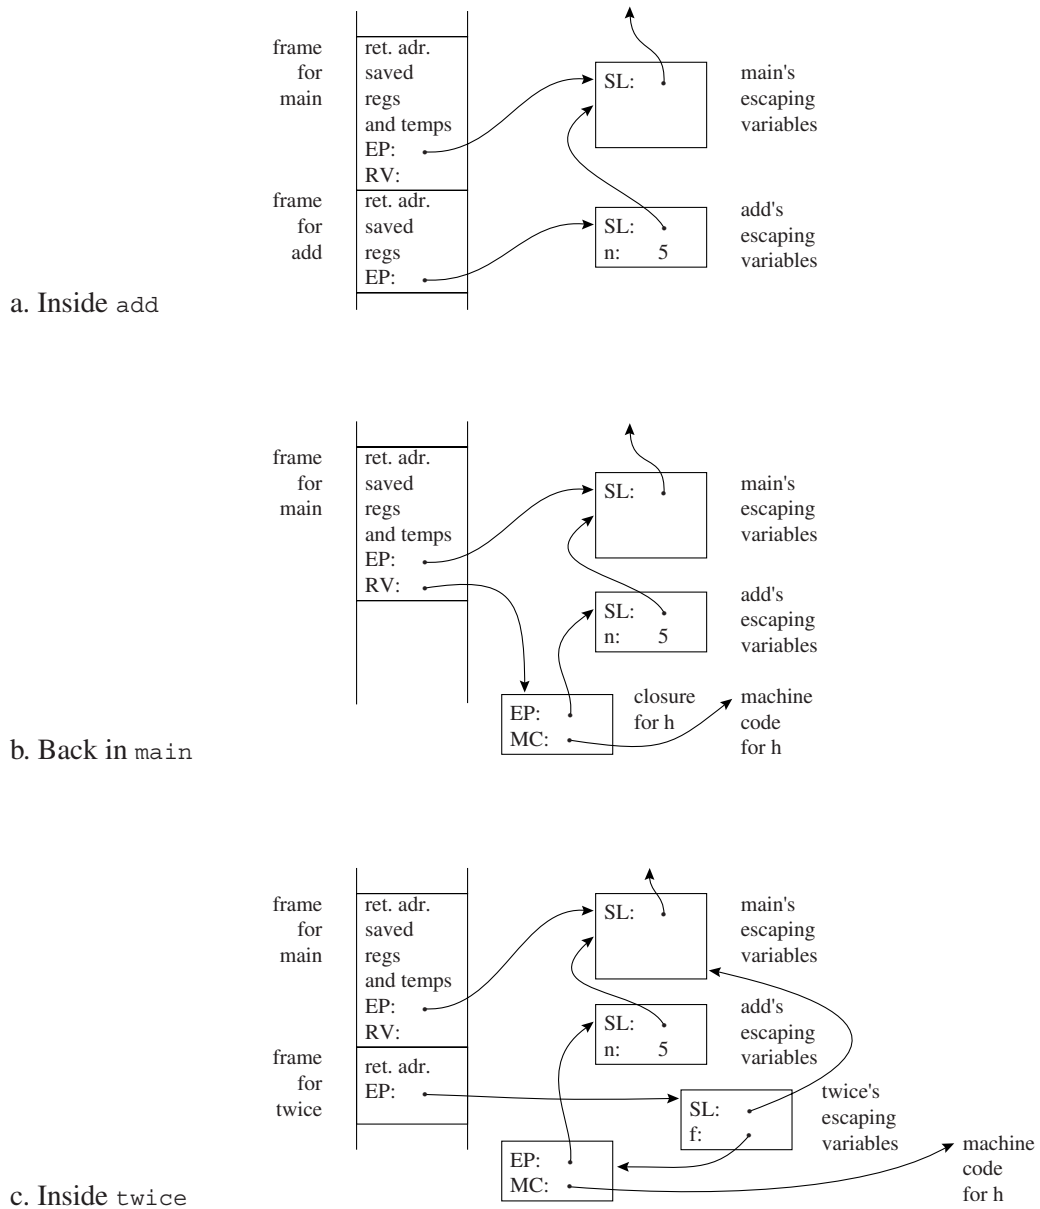 frame
for
main
ret. adr.
saved
regs
and temps
EP:
RV:
SL:
main's
escaping
variables
frame
for
add
ret. adr.
saved
regs
EP:
SL:
n: 5
add's
escaping
variables
a. Inside add
frame
for
main
ret. adr.
saved
regs
and temps
EP:
RV:
SL:
main's
escaping
variables
SL:
n: 5
add's
escaping
variables
EP:
MC:
closure
for h
machine
code
for h
b. Back in main
frame
for
main
ret. adr.
saved
regs
and temps
EP:
RV:
SL:
main's
escaping
variables
SL:
n: 5
add's
escaping
variables
frame
for
twice
ret. adr.
EP:
SL:
f:
twice's
escaping
variables
EP:
MC:
machine
code
for h
c. Inside twice